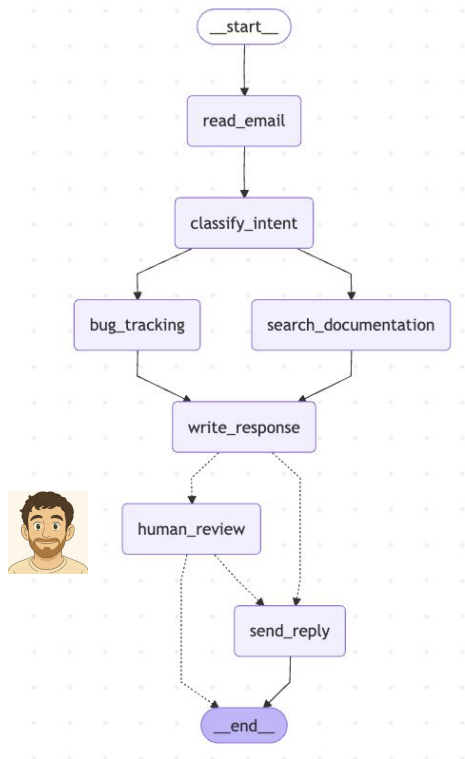 __start__
read_email
classify_intent
bug_tracking
search_documentation
write_response
human_review
send_reply
__end__